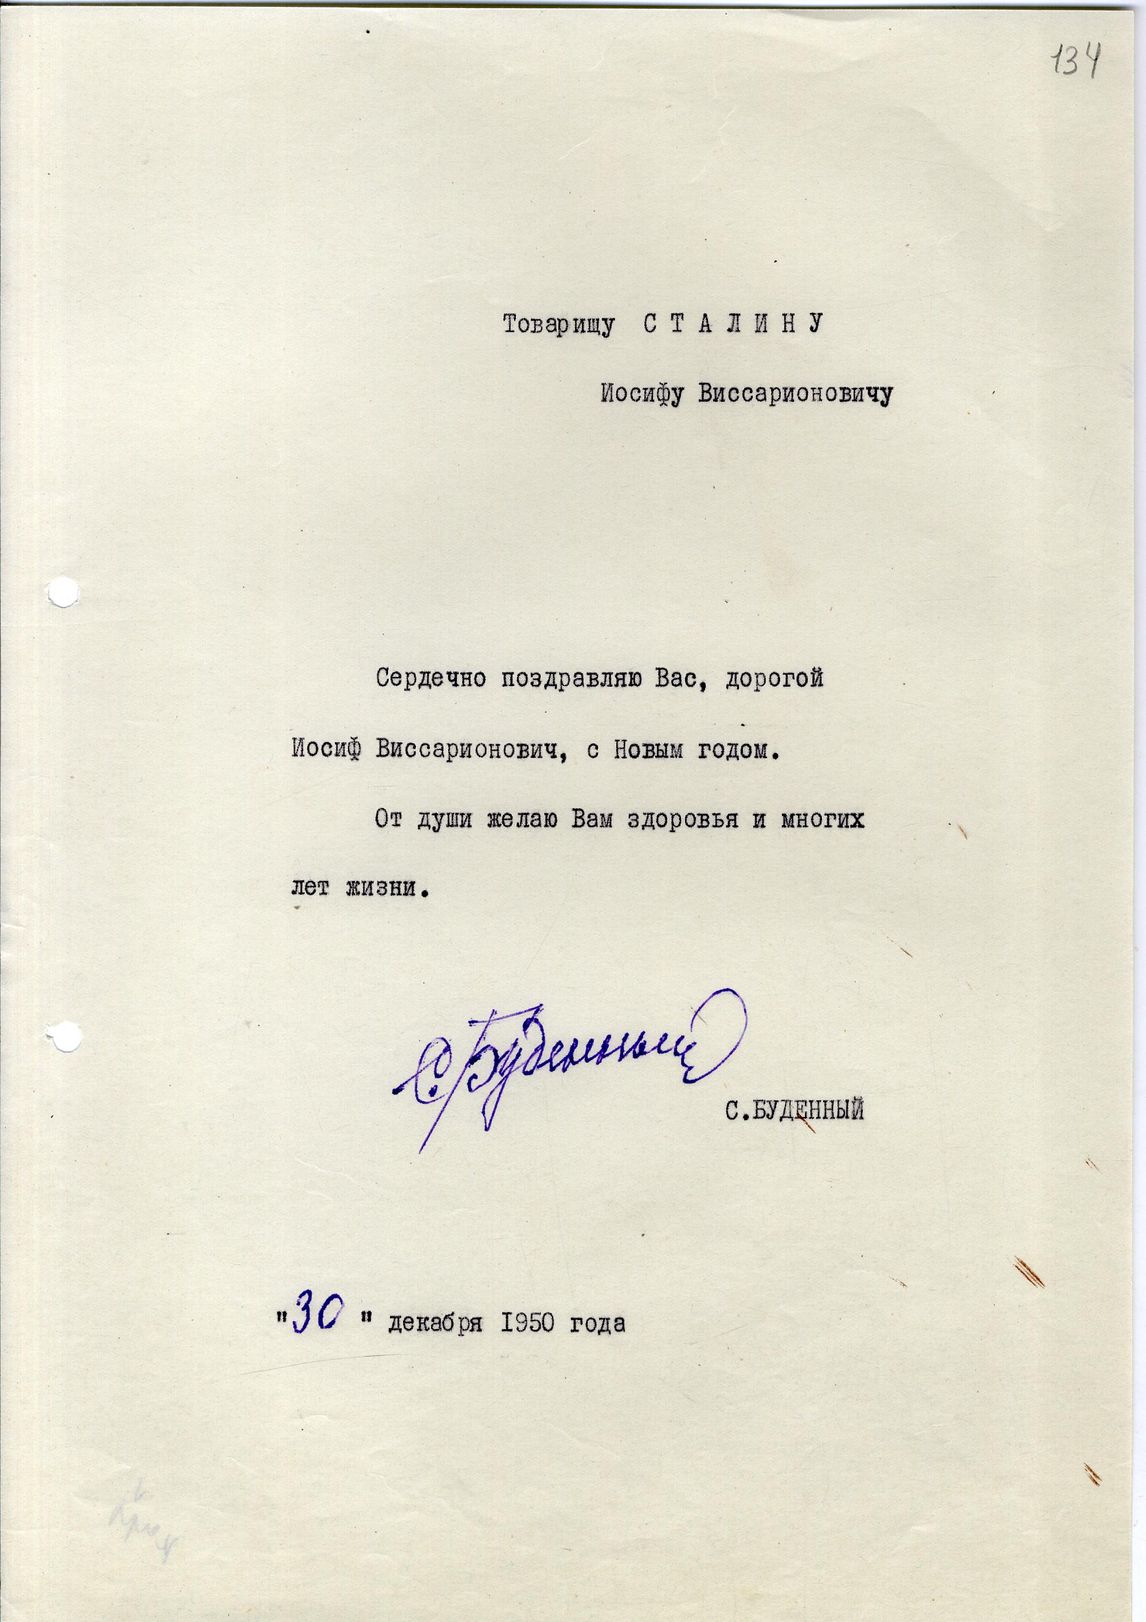 134
Товарищу С Т А Л И Н У
Иосифу Виссарионовичу
Сердечно поздравляю Вас, дорогой
Иосиф Виссарионович, с Новым годом.
От души желаю Вам здоровья и многих
лет жизни.
С Буденный
С.БУДЕННЫЙ
"30" декабря 1950 года